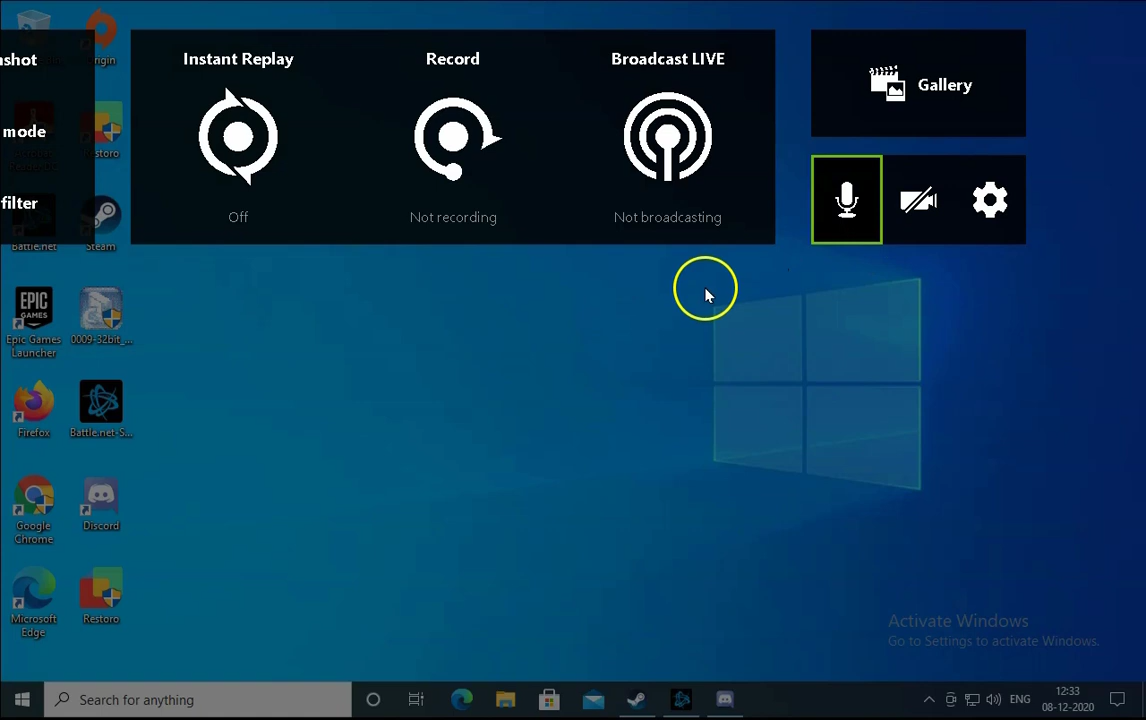 shot
mode
filter
Instant Replay
Off
Record
Not recording
Broadcast LIVE
Not broadcasting
Gallery
Origin
Restoro
Battle.net
Steam
EPIC
GAMES
Epic Games
Launcher
0009-32bit_...
Firefox
Battle.net-S...
Google
Chrome
Discord
Microsoft
Edge
Restoro
Activate Windows
Go to Settings to activate Windows.
Search for anything
ENG
12:33
08-12-2020